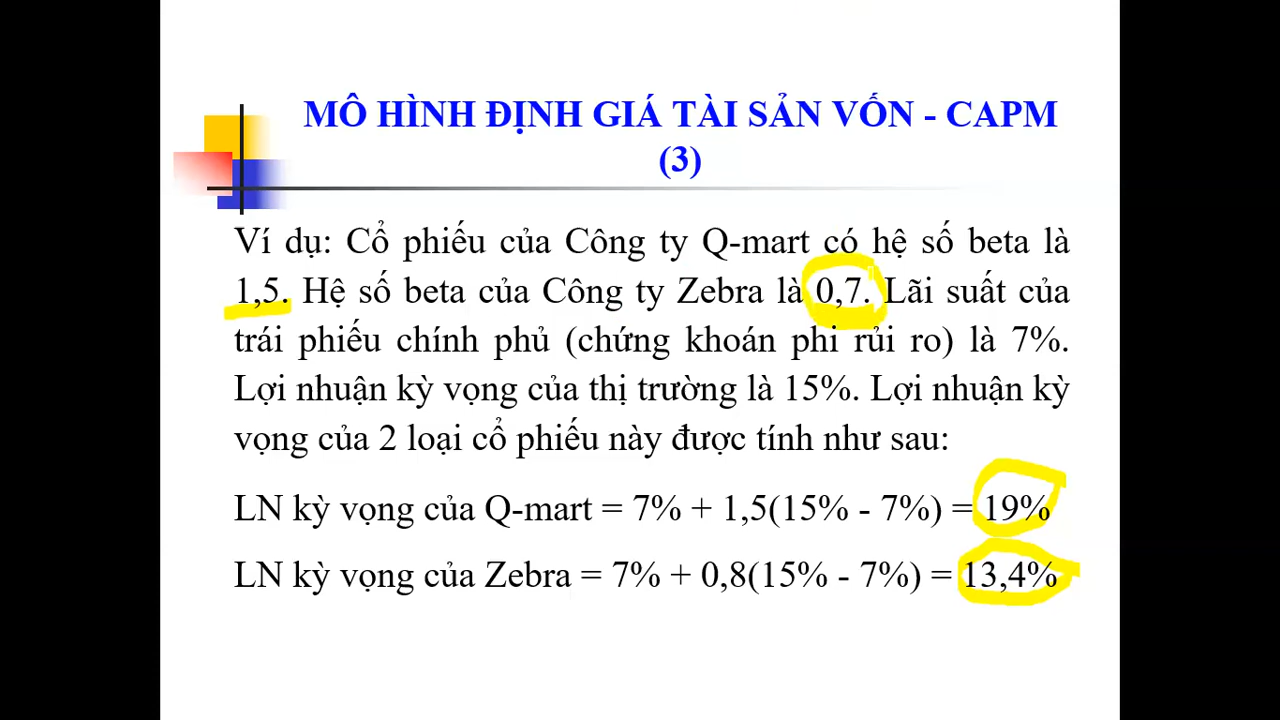 MÔ HÌNH ĐỊNH GIÁ TÀI SẢN VỐN - CAPM
(3)
Ví dụ: Cổ phiếu của Công ty Q-mart có hệ số beta là
1,5. Hệ số beta của Công ty Zebra là 0,7. Lãi suất của
trái phiếu chính phủ (chứng khoán phi rủi ro) là 7%.
Lợi nhuận kỳ vọng của thị trường là 15%. Lợi nhuận kỳ
vọng của 2 loại cổ phiếu này được tính như sau:
LN kỳ vọng của Q-mart = 7% + 1,5(15% - 7%) = 19%
LN kỳ vọng của Zebra = 7% + 0,8(15% - 7%) = 13,4%